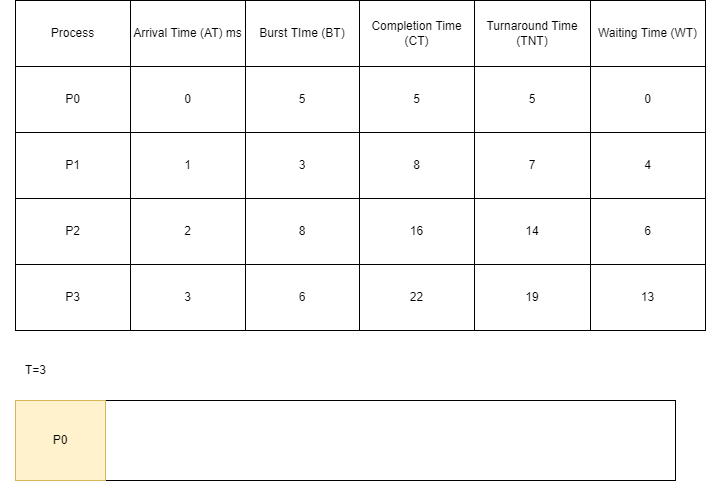 Process Arrival Time (AT) ms Burst TIme (BT) Completion Time (CT) Turnaround Time (TNT) Waiting Time (WT)
P0 0 5 5 5 0
P1 1 3 8 7 4
P2 2 8 16 14 6
P3 3 6 22 19 13
T=3
P0